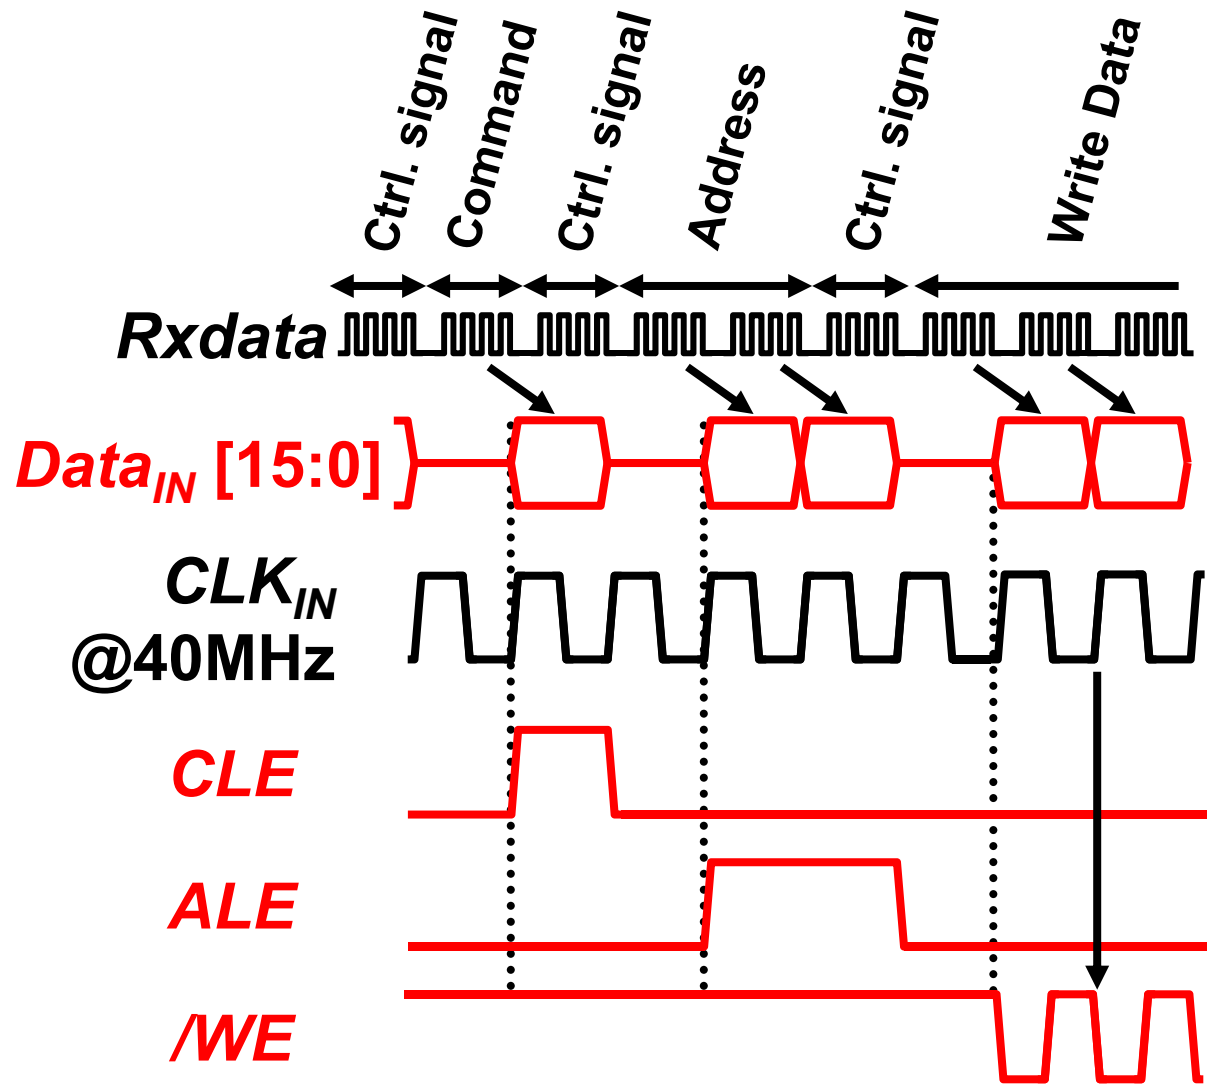 Ctrl. signal
Command
Ctrl. signal
Address
Ctrl. signal
Write Data
Rxdata
DataIN [15:0]
CLKIN
@40MHz
CLE
ALE
/WE